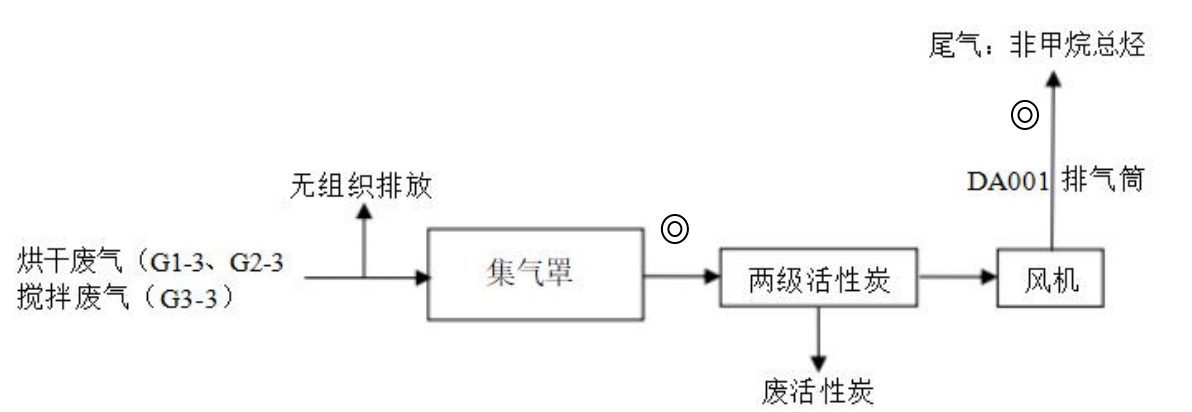 尾气：非甲烷总烃
DA001 排气筒
无组织排放
烘干废气（G1-3、G2-3
搅拌废气（G3-3）
集气罩
两级活性炭
风机
废活性炭